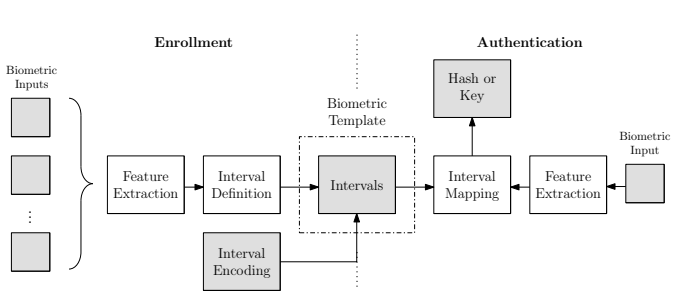 Enrollment
Authentication
Biometric
Inputs
Hash or
Key
Biometric
Template
Biometric
Input
Feature
Extraction
Interval
Definition
Intervals
Interval
Mapping
Feature
Extraction
Interval
Encoding